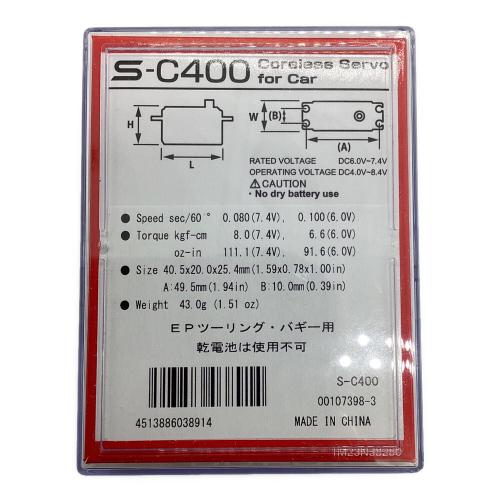 S-C400 Coreless Servo
for Car
H
L
W (B)
(A)
RATED VOLTAGE DC6.0V~7.4V
OPERATING VOLTAGE DC4.0V~8.4V
⚠CAUTION
・No dry battery use
● Speed sec/60° 0.080(7.4V), 0.100(6.0V)
● Torque kgf-cm 8.0(7.4V), 6.6(6.0V)
oz-in 111.1(7.4V), 91.6(6.0V)
● Size 40.5x20.0x25.4mm(1.59x0.78x1.00in)
A:49.5mm(1.94in) B:10.0mm(0.39in)
● Weight 43.0g (1.51 oz)
EPツーリング・バギー用
乾電池は使用不可
S-C400
00107398-3
4513886038914 MADE IN CHINA